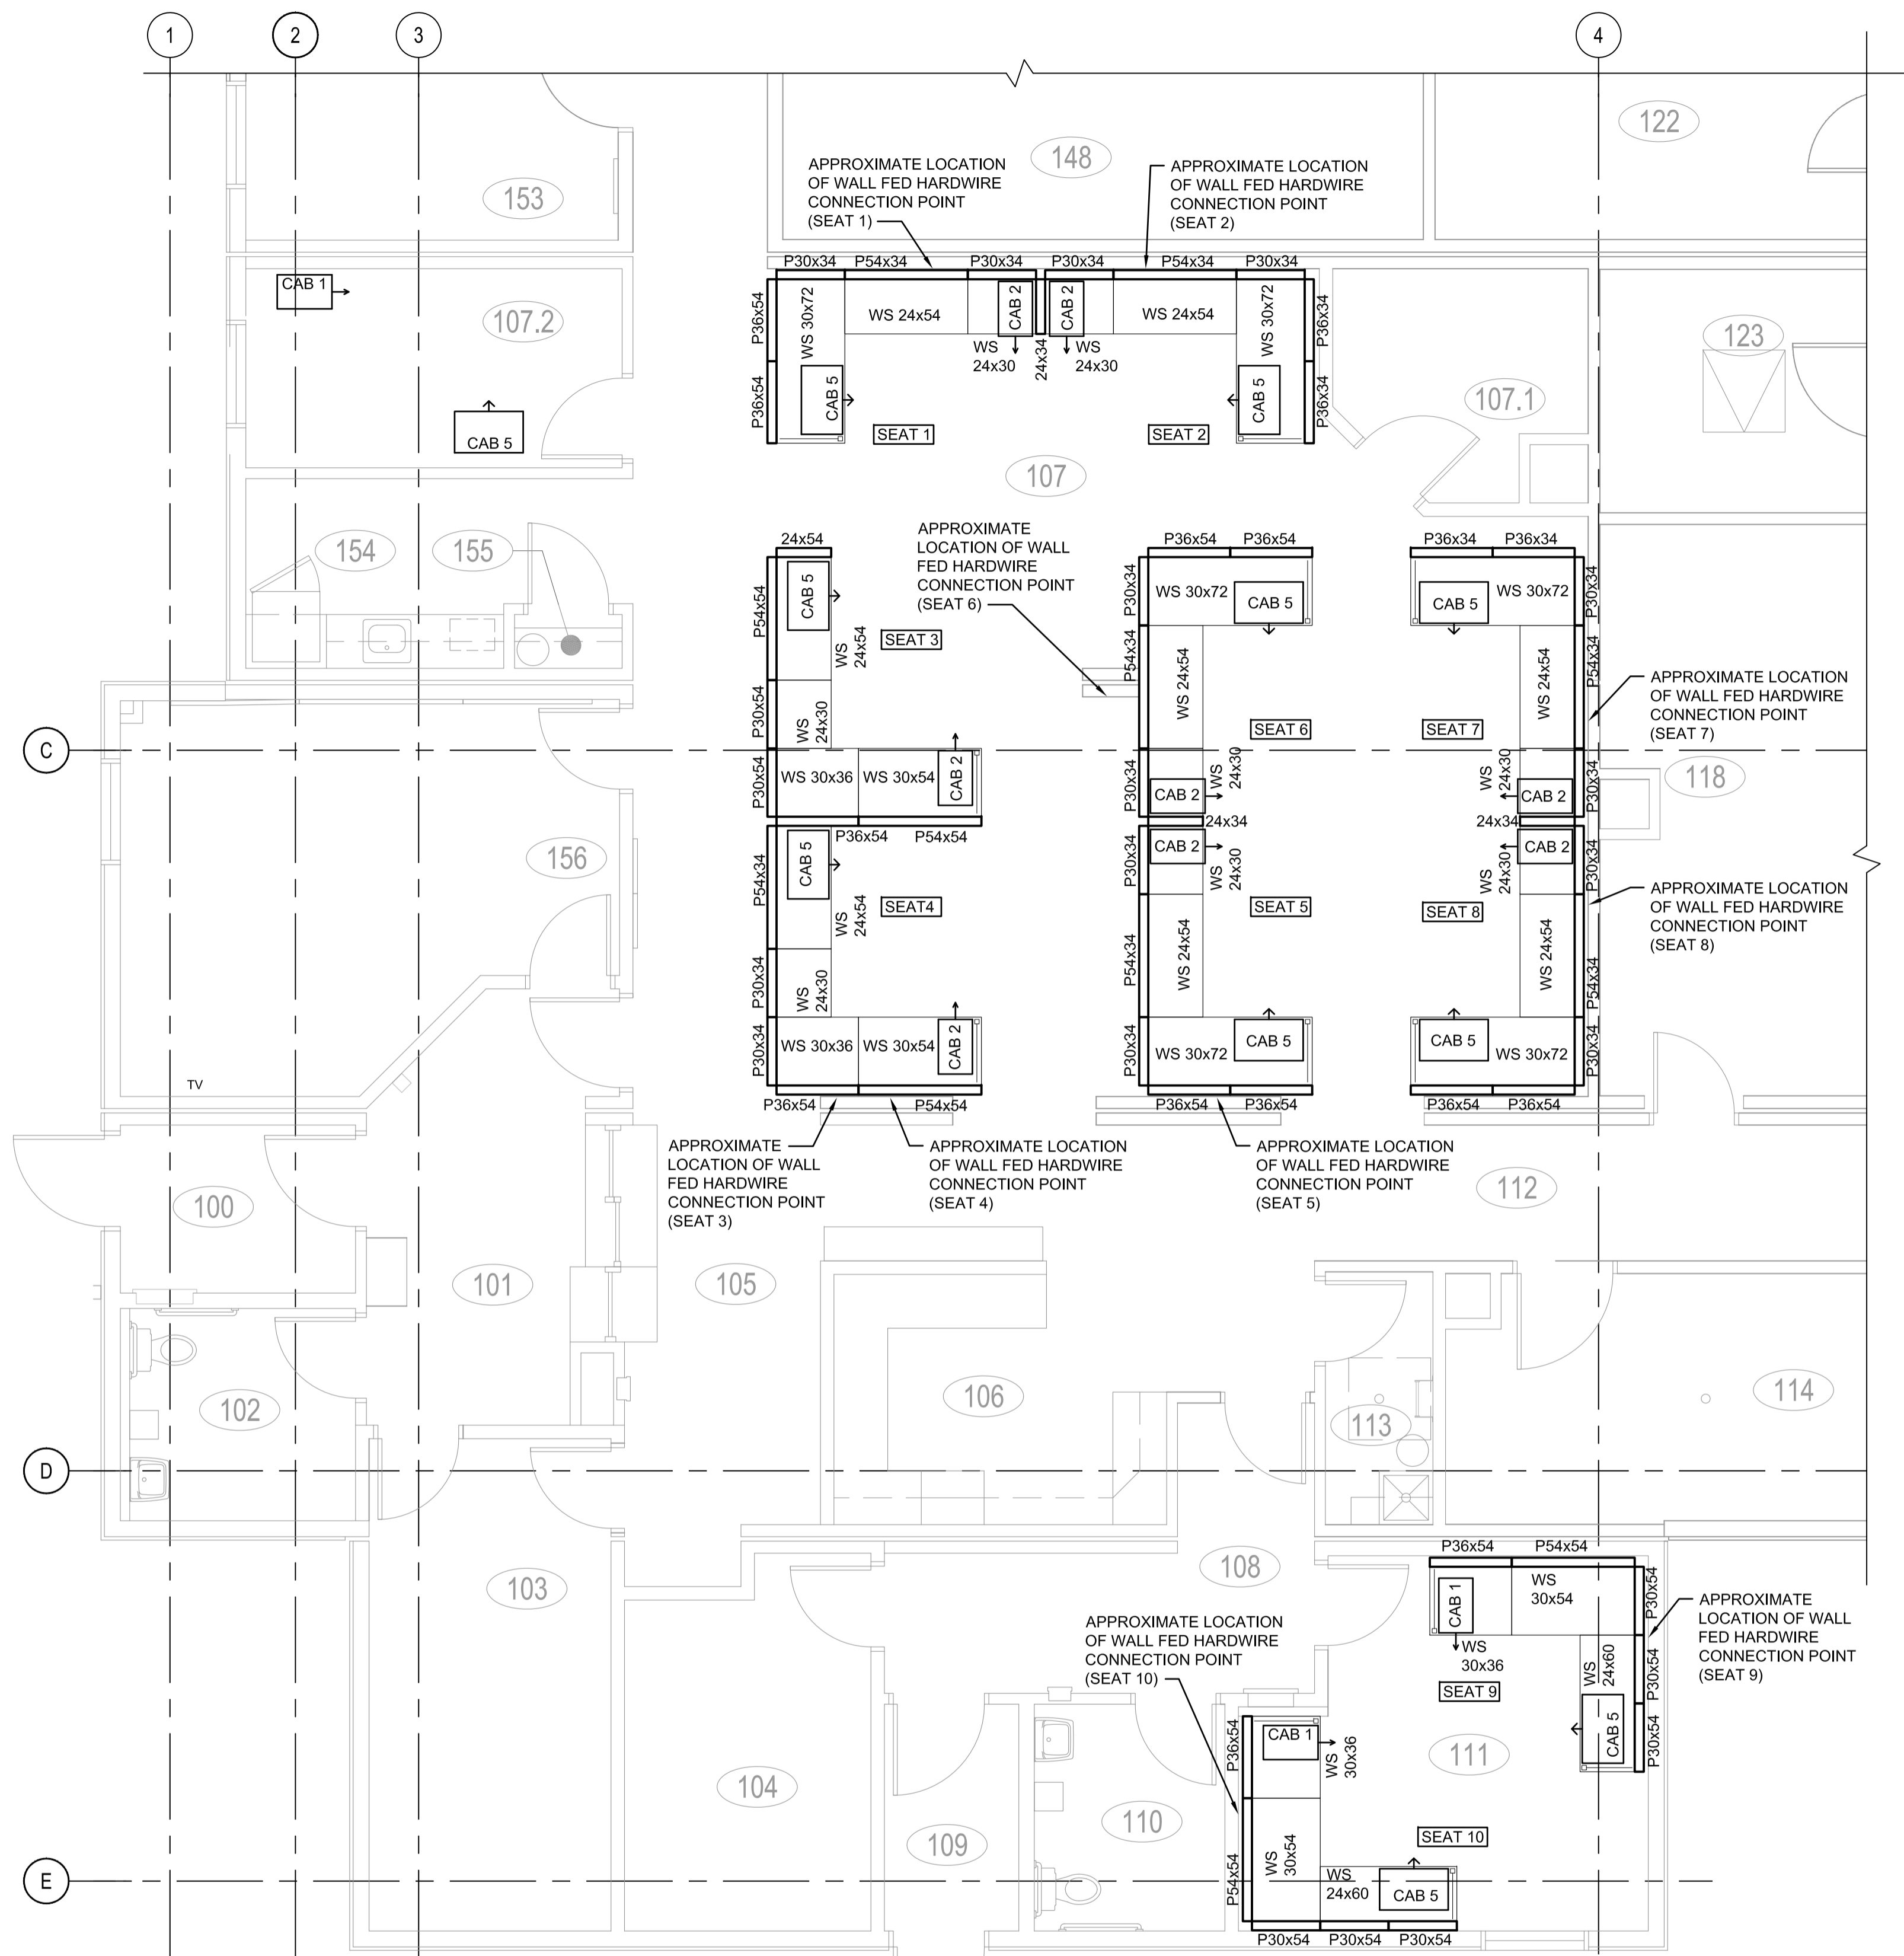 1
2
3
4
122
148
153
APPROXIMATE LOCATION
OF WALL FED HARDWIRE
CONNECTION POINT
(SEAT 1)
APPROXIMATE LOCATION
OF WALL FED HARDWIRE
CONNECTION POINT
(SEAT 2)
P30x34
P54x34
P30x34
P30x34
P54x34
P30x34
CAB 1
107.2
CAB 5
P36x54
P36x54
WS 30x72
WS 24x54
CAB 2
WS
24x30
24x34
CAB 2
WS
24x30
WS 24x54
WS 30x72
P36x34
P36x34
CAB 5
CAB 5
SEAT 1
SEAT 2
107
107.1
123
154
155
24x54
P54x54
CAB 5
WS
24x54
SEAT 3
P30x54
WS
24x30
P30x54
WS 30x36
WS 30x54
CAB 2
P36x54
P54x54
APPROXIMATE
LOCATION OF WALL
FED HARDWIRE
CONNECTION POINT
(SEAT 6)
P36x54
P36x54
P30x34
WS 30x72
CAB 5
P54x34
WS 24x54
SEAT 6
P30x34
WS
24x30
CAB 2
24x34
P36x34
P36x34
CAB 5
WS 30x72
P30x34
WS 24x54
P54x34
SEAT 7
WS
24x30
CAB 2
P30x34
24x34
APPROXIMATE LOCATION
OF WALL FED HARDWIRE
CONNECTION POINT
(SEAT 7)
C
118
156
P54x34
CAB 5
WS
24x54
SEAT4
P30x34
WS
24x30
P30x34
WS 30x36
WS 30x54
CAB 2
P36x54
P54x54
P30x34
CAB 2
WS
24x30
SEAT 5
P54x34
WS 24x54
P30x34
WS 30x72
CAB 5
P36x54
P36x54
CAB 2
WS
24x30
P30x34
SEAT 8
WS 24x54
P54x34
CAB 5
WS 30x72
P30x34
P36x54
P36x54
APPROXIMATE LOCATION
OF WALL FED HARDWIRE
CONNECTION POINT
(SEAT 8)
TV
APPROXIMATE
LOCATION OF WALL
FED HARDWIRE
CONNECTION POINT
(SEAT 3)
APPROXIMATE LOCATION
OF WALL FED HARDWIRE
CONNECTION POINT
(SEAT 4)
APPROXIMATE LOCATION
OF WALL FED HARDWIRE
CONNECTION POINT
(SEAT 5)
112
100
101
105
102
106
113
114
D
103
108
104
109
110
111
P36x54
P54x54
CAB 1
WS
30x54
P30x54
WS
30x36
WS
24x60
P30x54
SEAT 9
CAB 5
P30x54
APPROXIMATE
LOCATION OF WALL
FED HARDWIRE
CONNECTION POINT
(SEAT 9)
APPROXIMATE LOCATION
OF WALL FED HARDWIRE
CONNECTION POINT
(SEAT 10)
P36x54
CAB 1
WS
30x36
SEAT 10
P54x54
WS
30x54
WS
24x60
CAB 5
P30x54
P30x54
P30x54
E